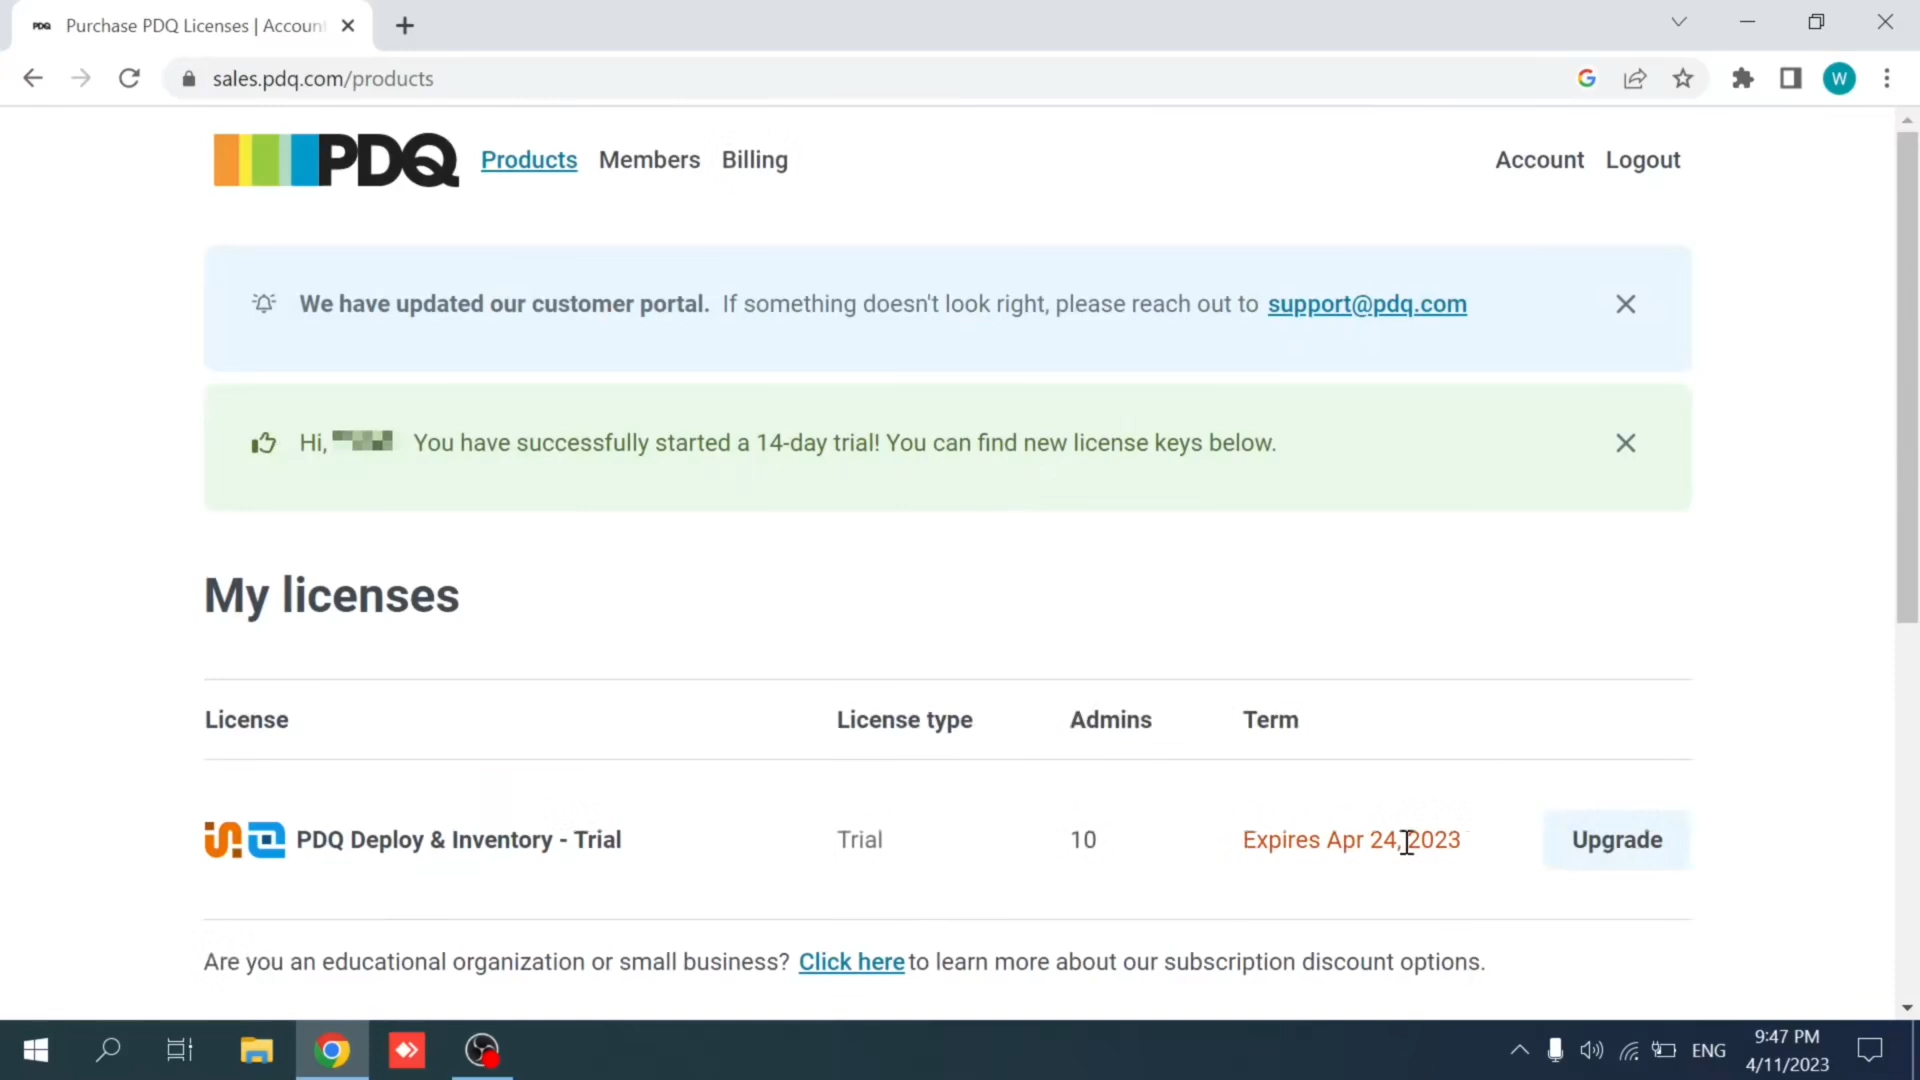 PDQ Purchase PDQ Licenses | Accoun
sales.pdq.com/products
W
PDQ Products Members Billing Account Logout
We have updated our customer portal. If something doesn't look right, please reach out to support@pdq.com
Hi, You have successfully started a 14-day trial! You can find new license keys below.
My licenses
License License type Admins Term
PDQ Deploy & Inventory - Trial Trial 10 Expires Apr 24, 2023 Upgrade
Are you an educational organization or small business? Click here to learn more about our subscription discount options.
9:47 PM
ENG
4/11/2023